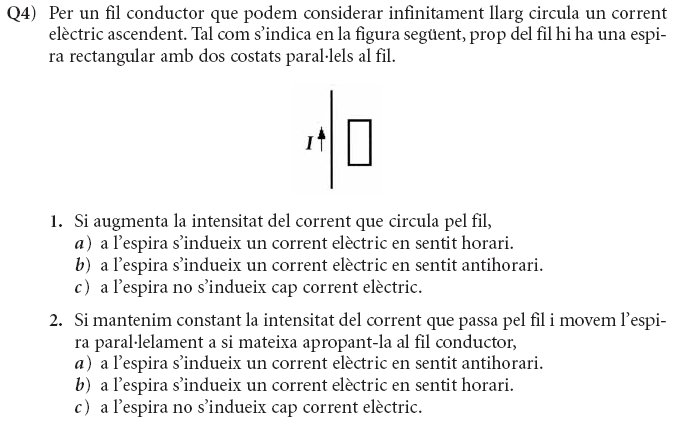 Q4) Per un fil conductor que podem considerar infinitament llarg circula un corrent
elèctric ascendent. Tal com s’indica en la figura següent, prop del fil hi ha una espi-
ra rectangular amb dos costats paral·lels al fil.
I
1. Si augmenta la intensitat del corrent que circula pel fil,
a) a l’espira s’indueix un corrent elèctric en sentit horari.
b) a l’espira s’indueix un corrent elèctric en sentit antihorari.
c) a l’espira no s’indueix cap corrent elèctric.
2. Si mantenim constant la intensitat del corrent que passa pel fil i movem l’espi-
ra paral·lelament a si mateixa apropant-la al fil conductor,
a) a l’espira s’indueix un corrent elèctric en sentit antihorari.
b) a l’espira s’indueix un corrent elèctric en sentit horari.
c) a l’espira no s’indueix cap corrent elèctric.